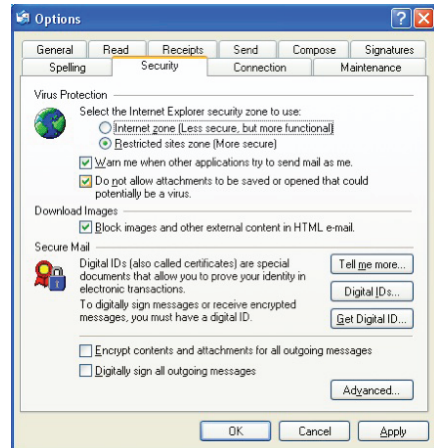 Options
General Read Receipts Send Compose Signatures
Spelling Security Connection Maintenance
Virus Protection
Select the Internet Explorer security zone to use:
Internet zone (Less secure, but more functional)
Restricted sites zone (More secure)
Warn me when other applications try to send mail as me.
Do not allow attachments to be saved or opened that could
potentially be a virus.
Download Images
Block images and other external content in HTML e-mail.
Secure Mail
Digital IDs (also called certificates) are special
documents that allow you to prove your identity in
electronic transactions.
Tell me more...
To digitally sign messages or receive encrypted
messages, you must have a digital ID.
Digital IDs...
Get Digital ID...
Encrypt contents and attachments for all outgoing messages
Digitally sign all outgoing messages
Advanced...
OK Cancel Apply